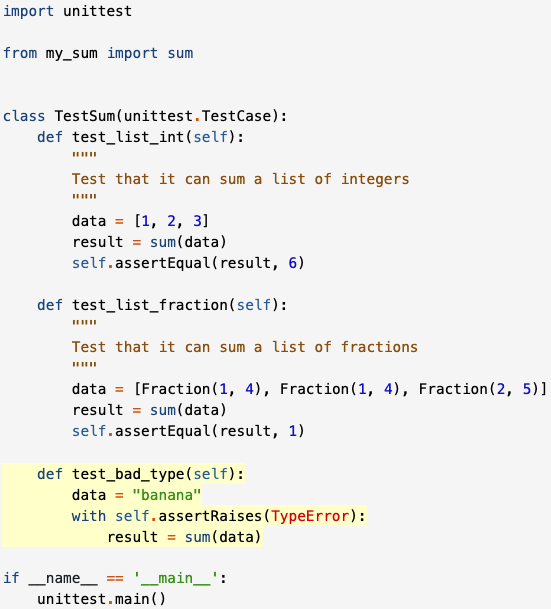 import unittest

from my_sum import sum


class TestSum(unittest.TestCase):
    def test_list_int(self):
        """
        Test that it can sum a list of integers
        """
        data = [1, 2, 3]
        result = sum(data)
        self.assertEqual(result, 6)

    def test_list_fraction(self):
        """
        Test that it can sum a list of fractions
        """
        data = [Fraction(1, 4), Fraction(1, 4), Fraction(2, 5)]
        result = sum(data)
        self.assertEqual(result, 1)

    def test_bad_type(self):
        data = "banana"
        with self.assertRaises(TypeError):
            result = sum(data)

if __name__ == '__main__':
    unittest.main()